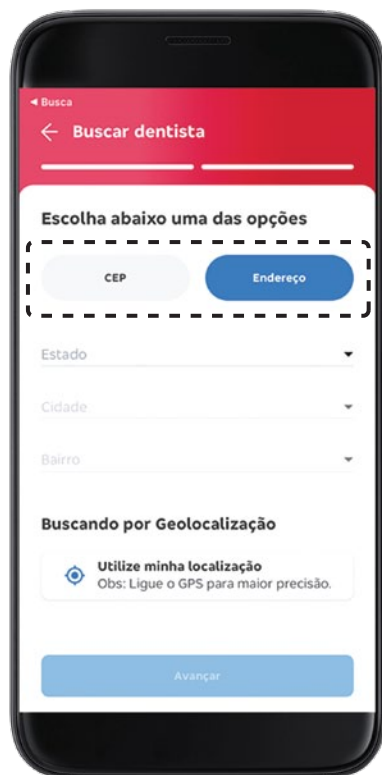 ◄ Busca
← Buscar dentista
Escolha abaixo uma das opções
CEP Endereço
Estado
Cidade
Bairro
Buscando por Geolocalização
Utilize minha localização
Obs: Ligue o GPS para maior precisão.
Avançar